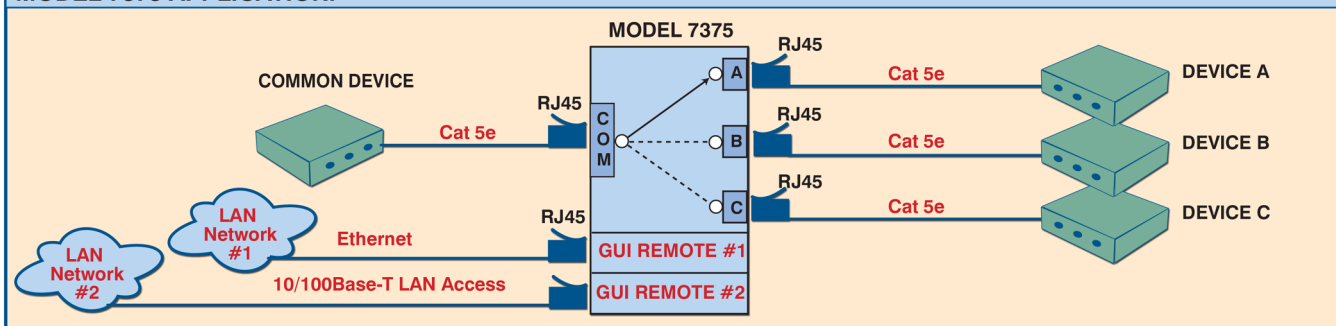 MODEL 7375
RJ45
COMMON DEVICE
RJ45
Cat 5e
C
O
M
A
B
C
Cat 5e
DEVICE A
RJ45
Cat 5e
DEVICE B
RJ45
Cat 5e
DEVICE C
LAN
Network
#1
Ethernet
RJ45
GUI REMOTE #1
LAN
Network
#2
10/100Base-T LAN Access
GUI REMOTE #2